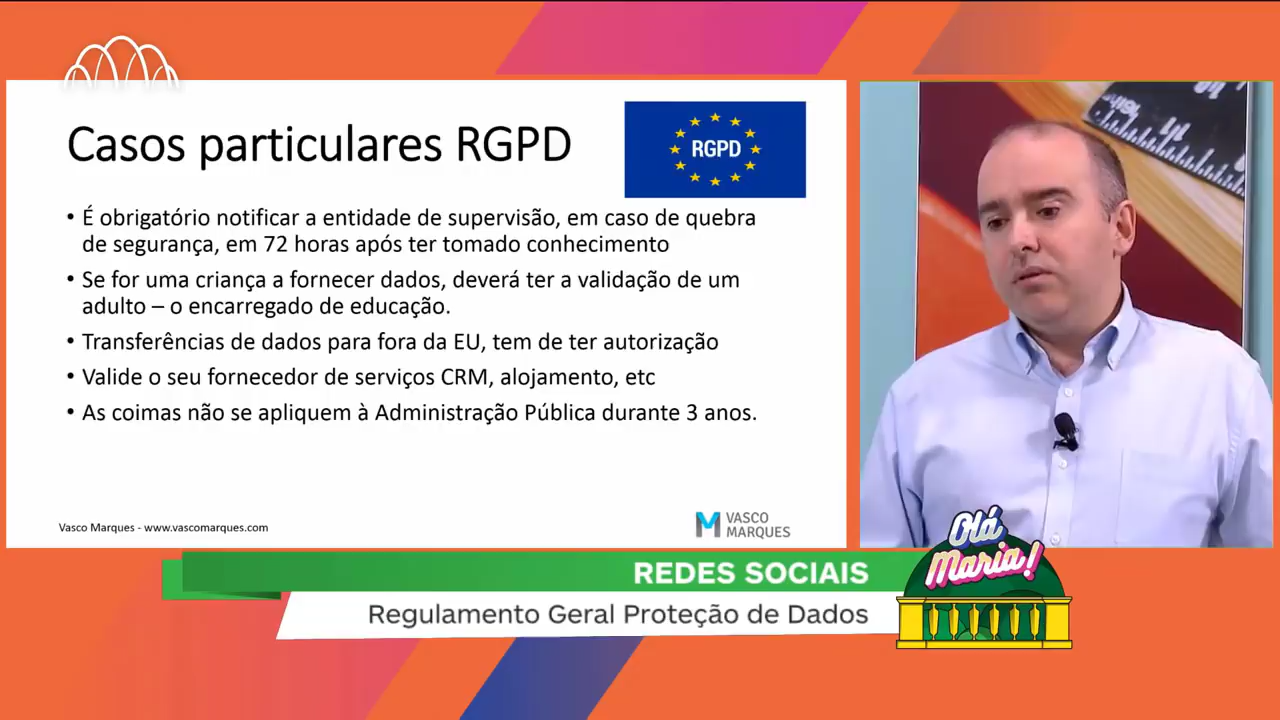 Casos particulares RGPD
RGPD
• É obrigatório notificar a entidade de supervisão, em caso de quebra
de segurança, em 72 horas após ter tomado conhecimento
• Se for uma criança a fornecer dados, deverá ter a validação de um
adulto – o encarregado de educação.
• Transferências de dados para fora da EU, tem de ter autorização
• Valide o seu fornecedor de serviços CRM, alojamento, etc
• As coimas não se apliquem à Administração Pública durante 3 anos.
Vasco Marques - www.vascomarques.com
VASCO
MARQUES
Olá
Maria!
REDES SOCIAIS
Regulamento Geral Proteção de Dados